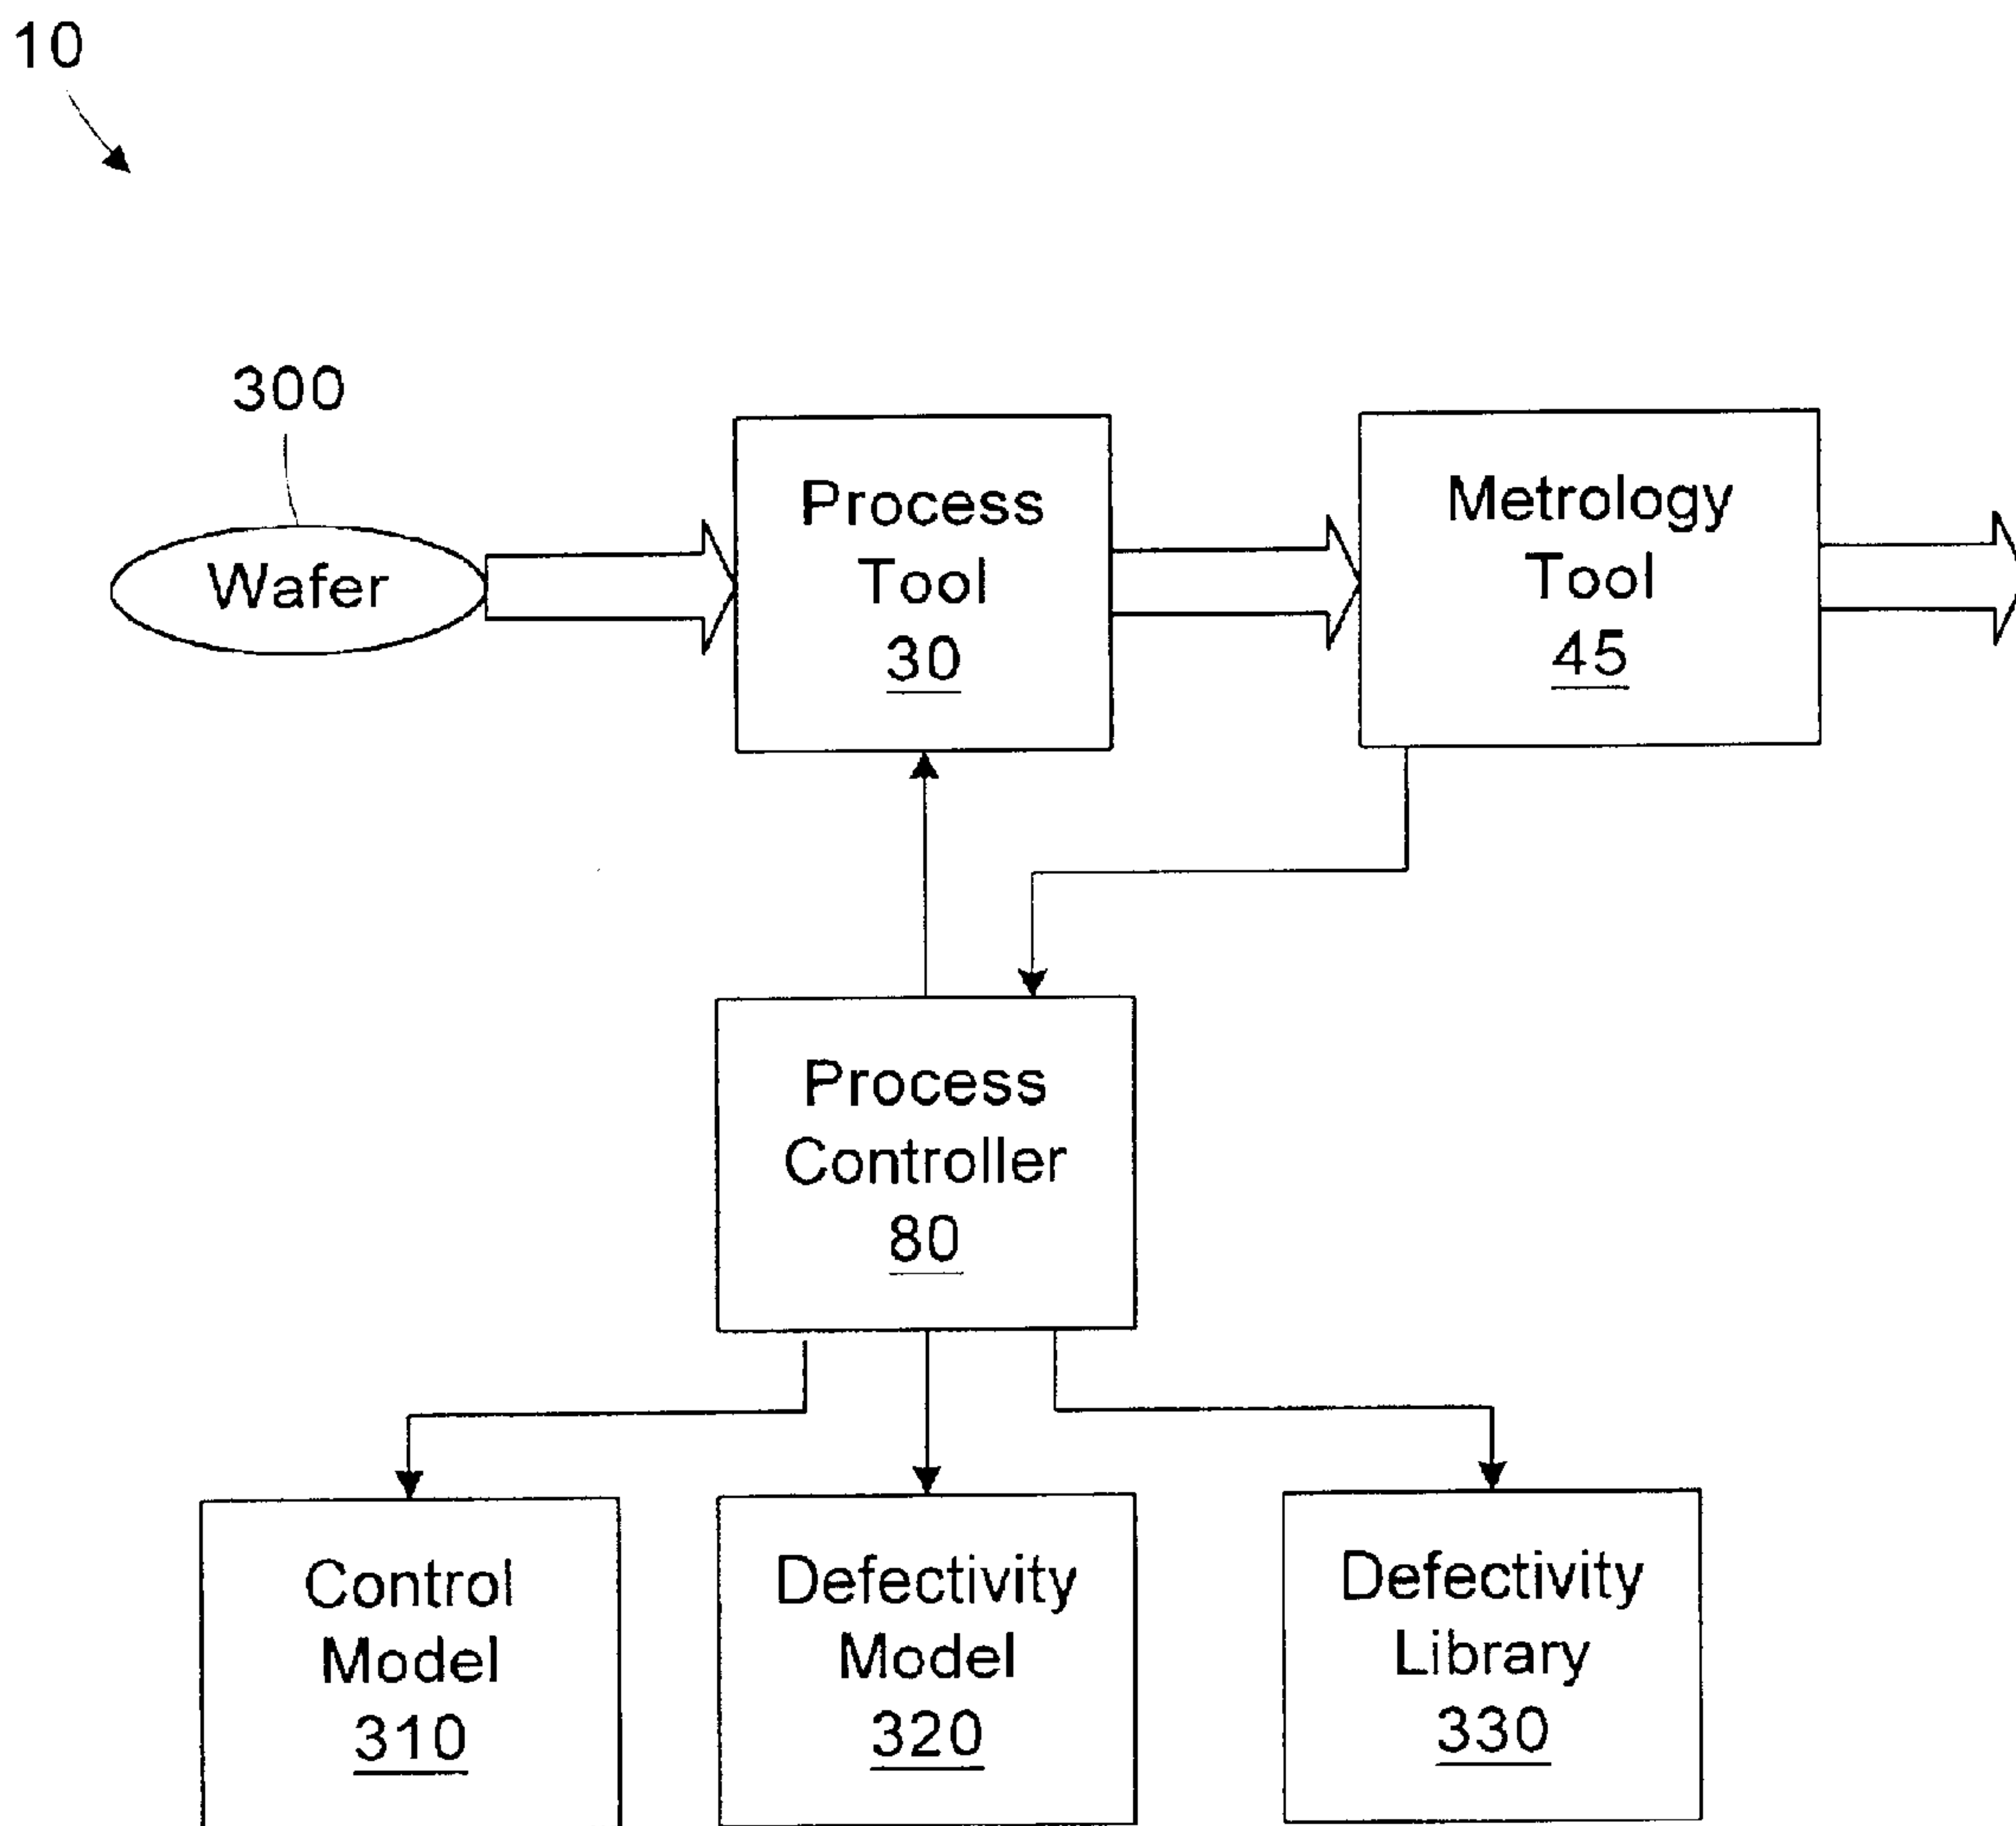 10
300
Wafer
Process
Tool
30
Metrology
Tool
45
Process
Controller
80
Control
Model
310
Defectivity
Model
320
Defectivity
Library
330